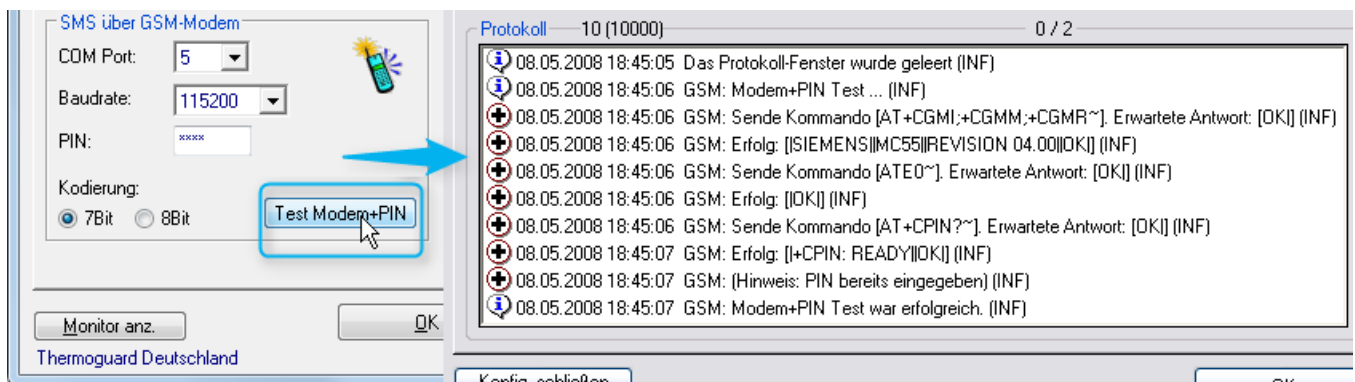 SMS über GSM-Modem
COM Port: 5
Baudrate: 115200
PIN: ****
Kodierung:
7Bit 8Bit
Test Modem+PIN
Monitor anz.
OK
Thermoguard Deutschland
Protokoll 10 (10000) 0 / 2
08.05.2008 18:45:05 Das Protokoll-Fenster wurde geleert (INF)
08.05.2008 18:45:06 GSM: Modem+PIN Test ... (INF)
08.05.2008 18:45:06 GSM: Sende Kommando [AT+CGMI;+CGMM;+CGMR~]. Erwartete Antwort: [OK|] (INF)
08.05.2008 18:45:06 GSM: Erfolg: [|SIEMENS||MC55||REVISION 04.00||OK|] (INF)
08.05.2008 18:45:06 GSM: Sende Kommando [ATE0~]. Erwartete Antwort: [OK|] (INF)
08.05.2008 18:45:06 GSM: Erfolg: [|OK|] (INF)
08.05.2008 18:45:06 GSM: Sende Kommando [AT+CPIN?~]. Erwartete Antwort: [OK|] (INF)
08.05.2008 18:45:07 GSM: Erfolg: [|+CPIN: READY||OK|] (INF)
08.05.2008 18:45:07 GSM: (Hinweis: PIN bereits eingegeben) (INF)
08.05.2008 18:45:07 GSM: Modem+PIN Test war erfolgreich. (INF)
Konfig. schließen
OK